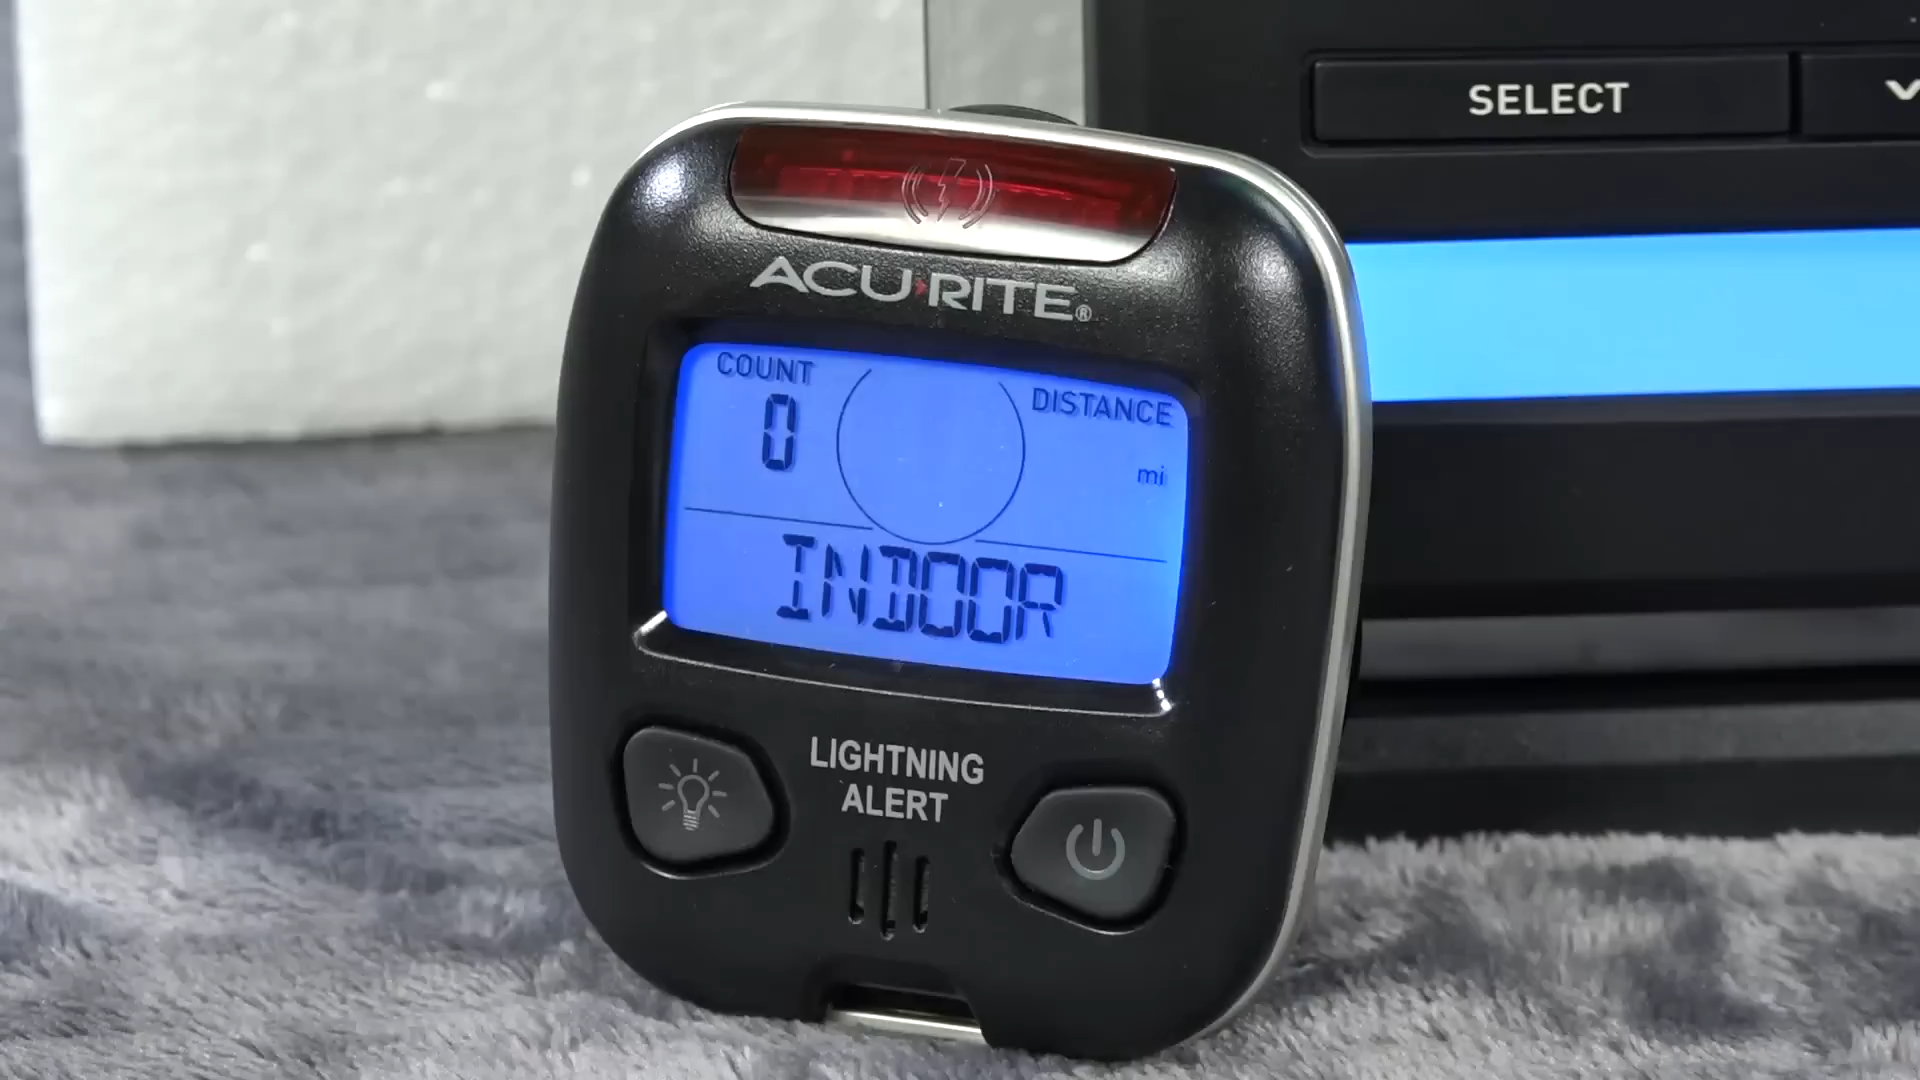 SELECT
ACU RITE®
COUNT
0
DISTANCE
mi
INDOOR
LIGHTNING
ALERT